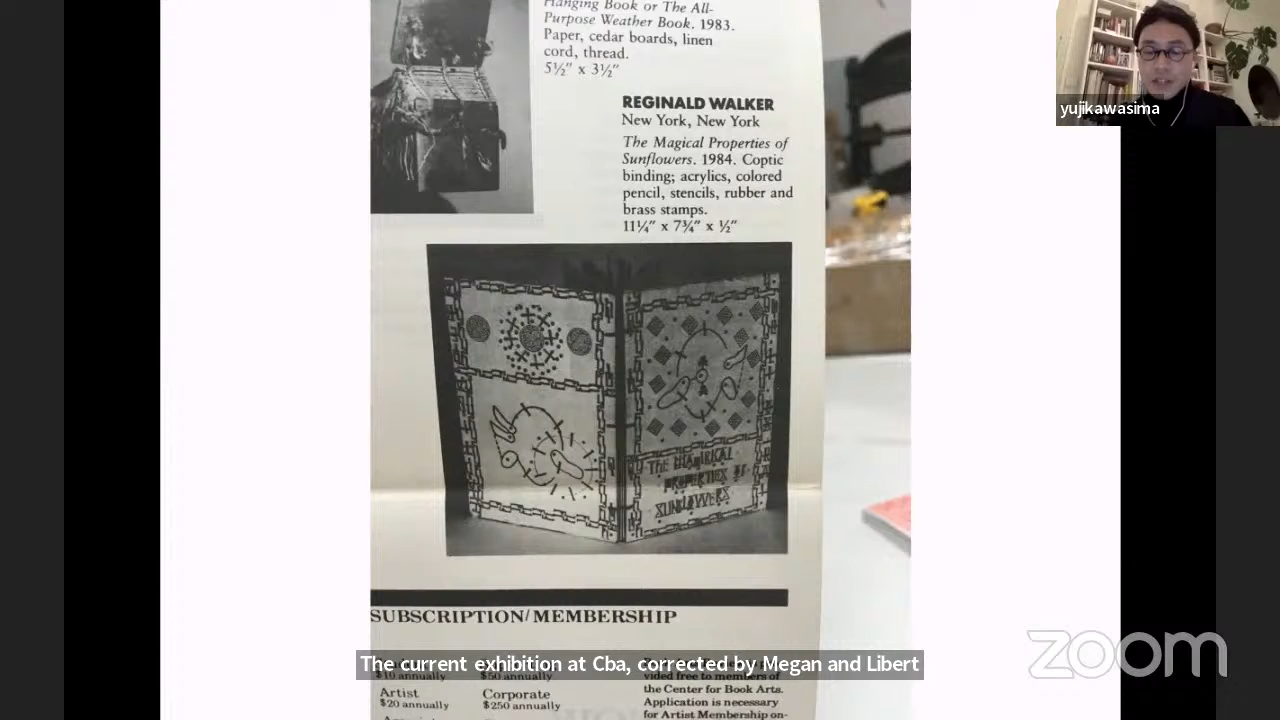 Hanging Book or The All-
Purpose Weather Book. 1983.
Paper, cedar boards, linen
cord, thread.
5½″ x 3½″
REGINALD WALKER
New York, New York
The Magical Properties of
Sunflowers. 1984. Coptic
binding; acrylics, colored
pencil, stencils, rubber and
brass stamps.
11¼″ x 7¾″ x ½″
THE MAGIKAL
PROPERTIES OF
SUNFLOWERS
SUBSCRIPTION/MEMBERSHIP
$10 annually
$50 annually
Artist
$20 annually
Corporate
$250 annually
vided free to members of
the Center for Book Arts.
Application is necessary
for Artist Membership on-
The current exhibition at Cba, corrected by Megan and Libert
yujikawasima
zoom